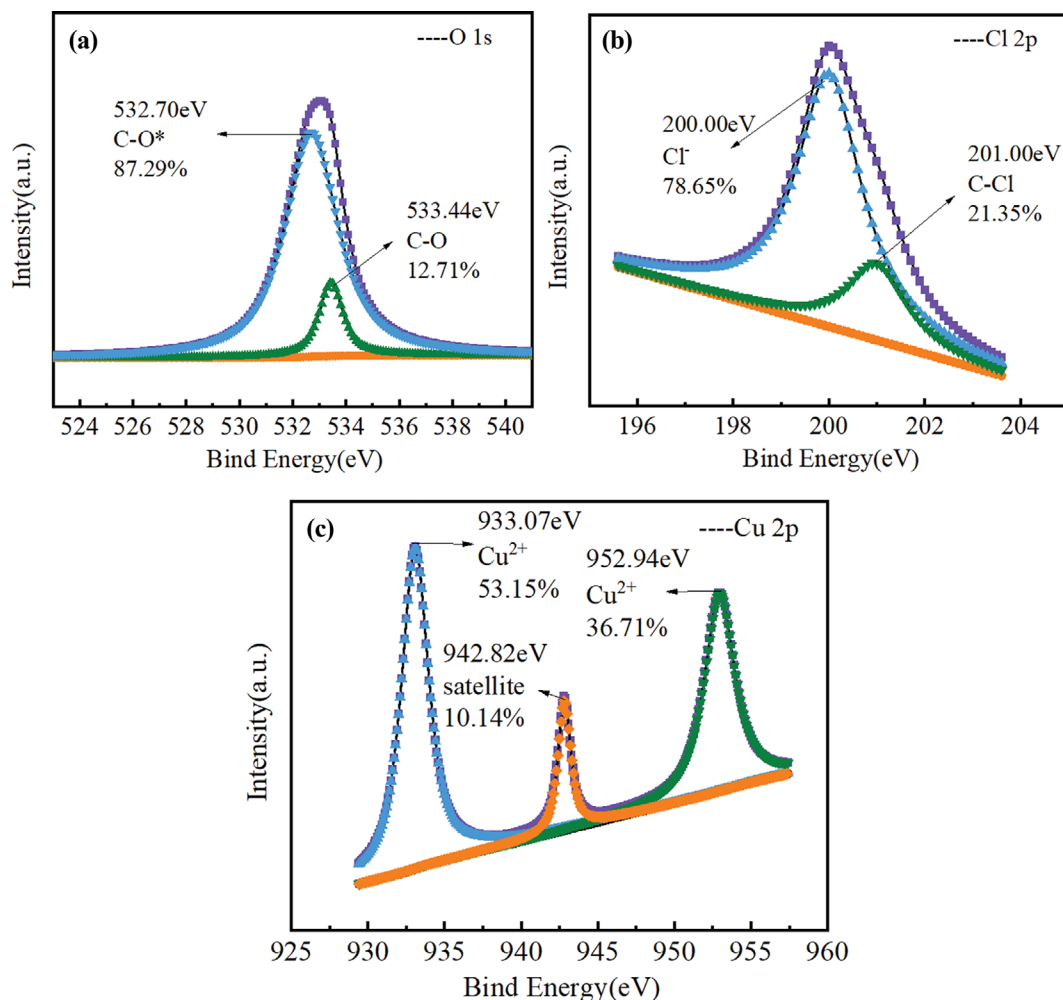 (a)
----O 1s
532.70eV
C-O*
87.29%
533.44eV
C-O
12.71%
Intensity(a.u.)
524 526 528 530 532 534 536 538 540
Bind Energy(eV)
(b)
----Cl 2p
200.00eV
Cl⁻
78.65%
201.00eV
C-Cl
21.35%
Intensity(a.u.)
196 198 200 202 204
Bind Energy(eV)
(c)
----Cu 2p
933.07eV
Cu²⁺
53.15%
952.94eV
Cu²⁺
36.71%
942.82eV
satellite
10.14%
Intensity(a.u.)
925 930 935 940 945 950 955 960
Bind Energy(eV)